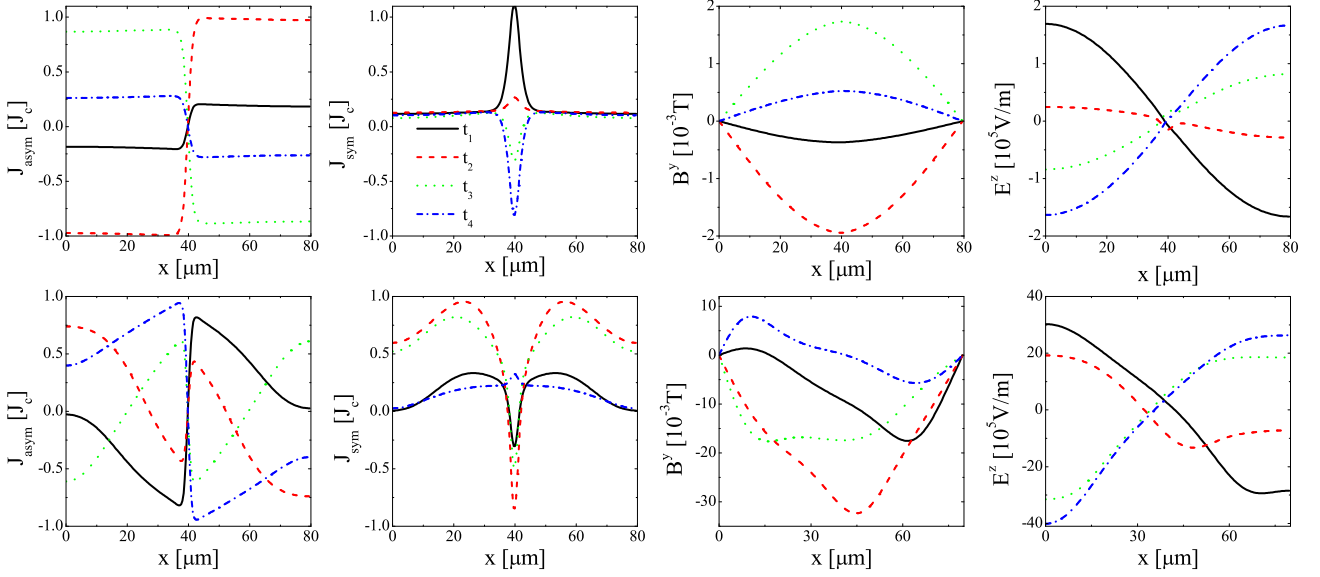 1.0
0.5
0.0
-0.5
-1.0
J_asym [J_c]
0 20 40 60 80
x [μm]
1.0
0.5
0.0
-0.5
-1.0
J_sym [J_c]
t_1
t_2
t_3
t_4
0 20 40 60 80
x [μm]
2
1
0
-1
-2
B^y [10^-3T]
0 20 40 60 80
x [μm]
2
1
0
-1
-2
E^z [10^5V/m]
0 20 40 60 80
x [μm]
1.0
0.5
0.0
-0.5
-1.0
J_asym [J_c]
0 20 40 60 80
x [μm]
1.0
0.5
0.0
-0.5
-1.0
J_sym [J_c]
0 20 40 60 80
x [μm]
10
0
-10
-20
-30
B^y [10^-3T]
0 30 60
x [μm]
40
20
0
-20
-40
E^z [10^5V/m]
0 30 60
x [μm]